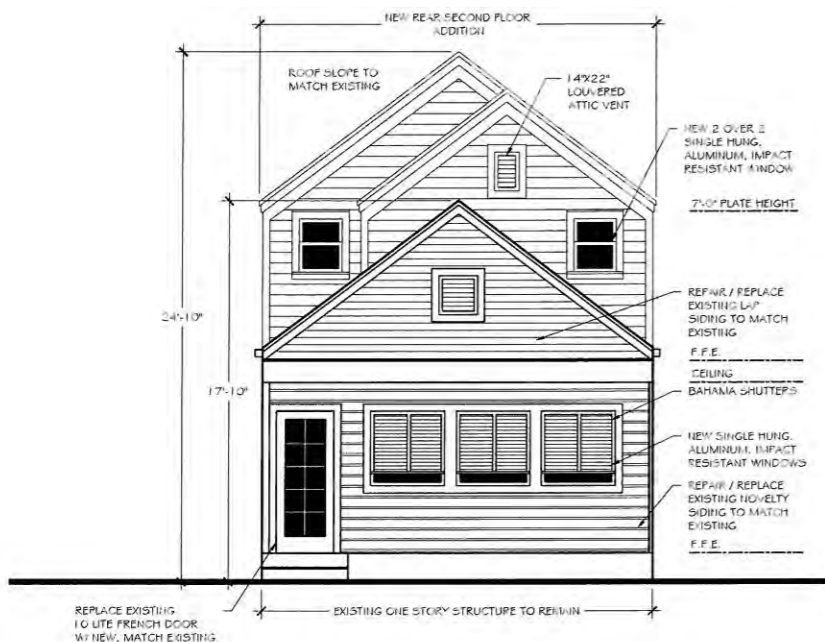 NEW REAR SECOND FLOOR
ADDITION
ROOF SLOPE TO
MATCH EXISTING
14"X22"
LOUVERED
ATTIC VENT
NEW 2 OVER 2
SINGLE HUNG,
ALUMINUM, IMPACT
RESISTANT WINDOW
7'-0" PLATE HEIGHT
24'-10"
REPAIR / REPLACE
EXISTING LAP
SIDING TO MATCH
EXISTING
F.F.E.
CEILING
17'-10"
BAHAMA SHUTTERS
NEW SINGLE HUNG,
ALUMINUM, IMPACT
RESISTANT WINDOWS
REPAIR / REPLACE
EXISTING NOVELTY
SIDING TO MATCH
EXISTING
F.F.E.
REPLACE EXISTING
10 LITE FRENCH DOOR
W/ NEW, MATCH EXISTING
EXISTING ONE STORY STRUCTURE TO REMAIN